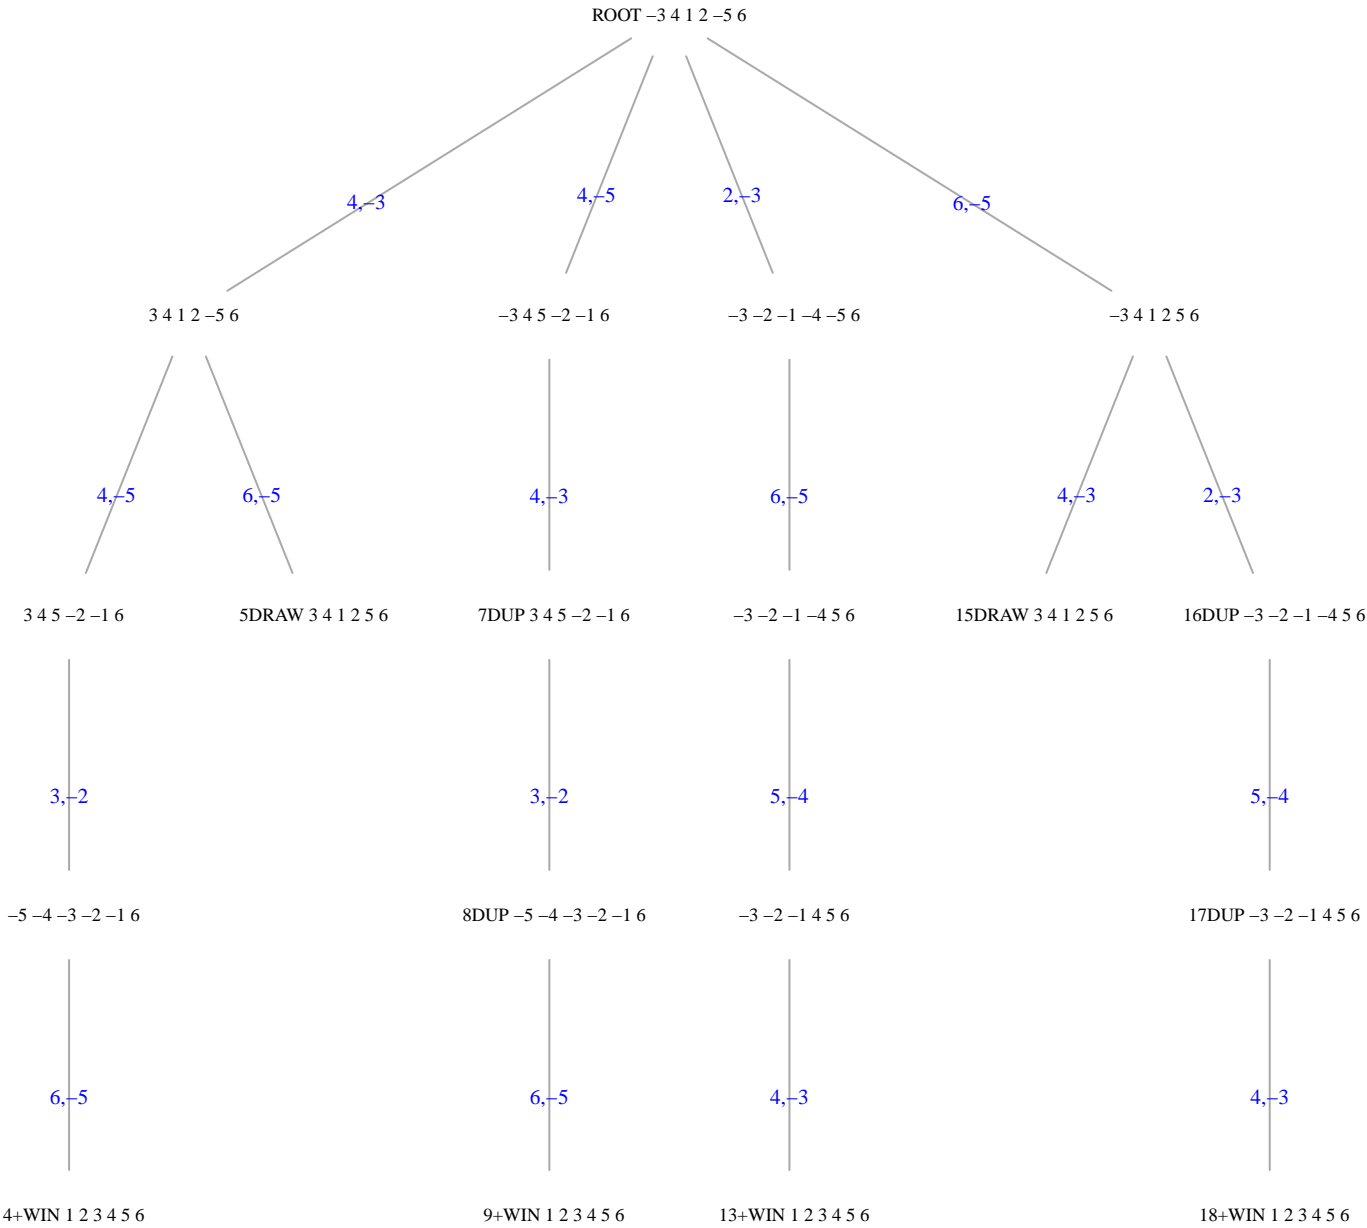 ROOT –3 4 1 2 –5 6
4,–3
4,–5
2,–3
6,–5
3 4 1 2 –5 6
–3 4 5 –2 –1 6
–3 –2 –1 –4 –5 6
–3 4 1 2 5 6
4,–5
6,–5
4,–3
6,–5
4,–3
2,–3
3 4 5 –2 –1 6
5DRAW 3 4 1 2 5 6
7DUP 3 4 5 –2 –1 6
–3 –2 –1 –4 5 6
15DRAW 3 4 1 2 5 6
16DUP –3 –2 –1 –4 5 6
3,–2
3,–2
5,–4
5,–4
–5 –4 –3 –2 –1 6
8DUP –5 –4 –3 –2 –1 6
–3 –2 –1 4 5 6
17DUP –3 –2 –1 4 5 6
6,–5
6,–5
4,–3
4,–3
4+WIN 1 2 3 4 5 6
9+WIN 1 2 3 4 5 6
13+WIN 1 2 3 4 5 6
18+WIN 1 2 3 4 5 6